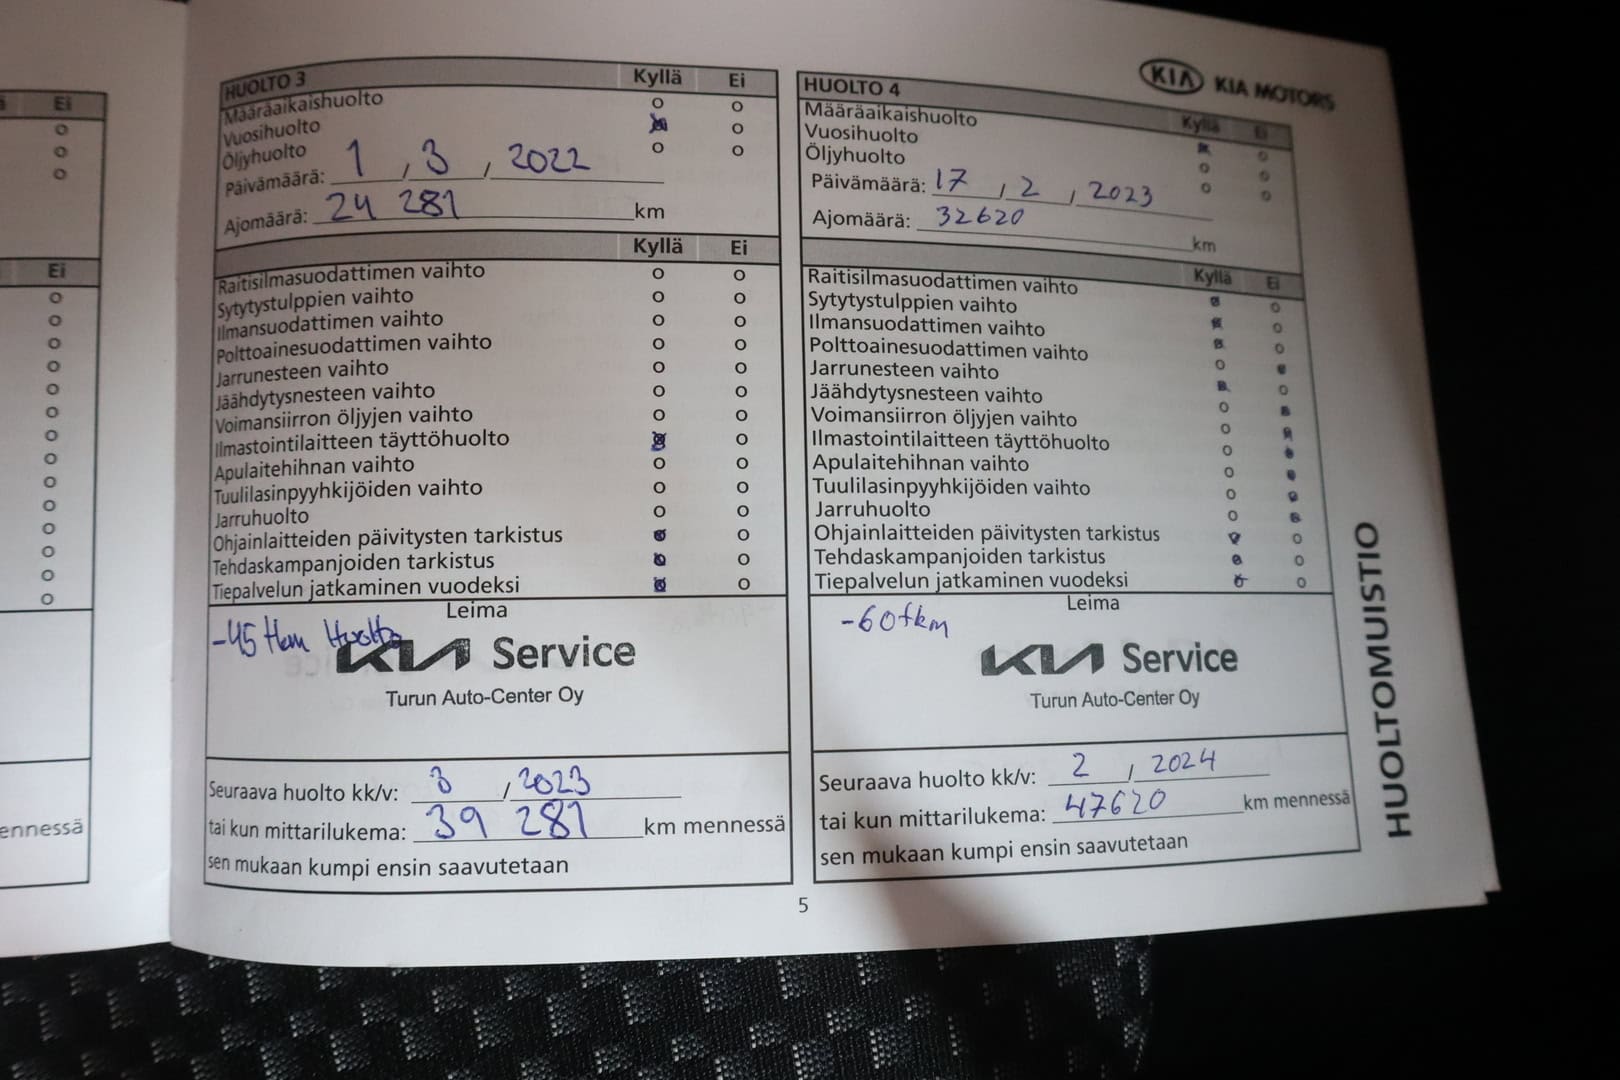 Ei
Ei
ennessä
HUOLTO 3 Kyllä Ei
Määräaikaishuolto
Vuosihuolto
Öljyhuolto
Päivämäärä: 1 / 3 / 2022
Ajomäärä: 24 281 km
Kyllä Ei
Raitisilmasuodattimen vaihto
Sytytystulppien vaihto
Ilmansuodattimen vaihto
Polttoainesuodattimen vaihto
Jarrunesteen vaihto
Jäähdytysnesteen vaihto
Voimansiirron öljyjen vaihto
Ilmastointilaitteen täyttöhuolto
Apulaitehihnan vaihto
Tuulilasinpyyhkijöiden vaihto
Jarruhuolto
Ohjainlaitteiden päivitysten tarkistus
Tehdaskampanjoiden tarkistus
Tiepalvelun jatkaminen vuodeksi
Leima
-45 tkm Huolto
KIA Service
Turun Auto-Center Oy
Seuraava huolto kk/v: 3 / 2023
tai kun mittarilukema: 39 281 km mennessä
sen mukaan kumpi ensin saavutetaan
KIA KIA MOTORS
HUOLTO 4 Kyllä Ei
Määräaikaishuolto
Vuosihuolto
Öljyhuolto
Päivämäärä: 17 / 2 / 2023
Ajomäärä: 32620 km
Kyllä Ei
Raitisilmasuodattimen vaihto
Sytytystulppien vaihto
Ilmansuodattimen vaihto
Polttoainesuodattimen vaihto
Jarrunesteen vaihto
Jäähdytysnesteen vaihto
Voimansiirron öljyjen vaihto
Ilmastointilaitteen täyttöhuolto
Apulaitehihnan vaihto
Tuulilasinpyyhkijöiden vaihto
Jarruhuolto
Ohjainlaitteiden päivitysten tarkistus
Tehdaskampanjoiden tarkistus
Tiepalvelun jatkaminen vuodeksi
Leima
-60tkm
KIA Service
Turun Auto-Center Oy
Seuraava huolto kk/v: 2 / 2024
tai kun mittarilukema: 47620 km mennessä
sen mukaan kumpi ensin saavutetaan
HUOLTOMUISTIO
5